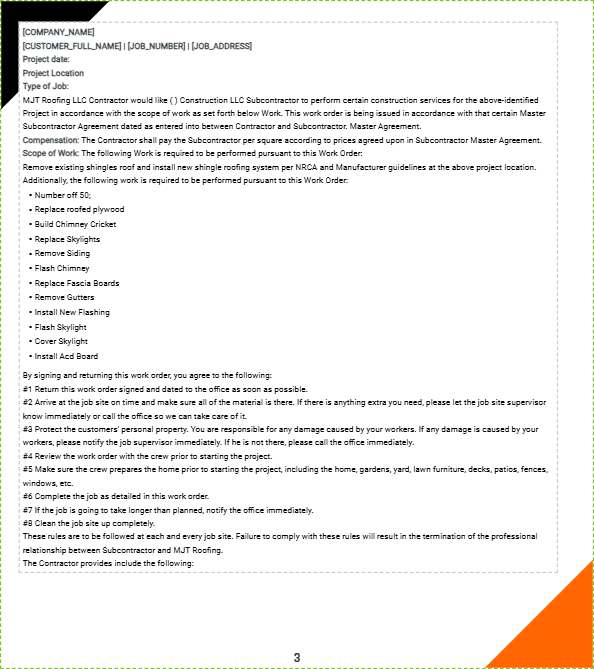 [COMPANY_NAME]
[CUSTOMER_FULL_NAME] | [JOB_NUMBER] | [JOB_ADDRESS]
Project date:
Project Location
Type of Job:
MJT Roofing LLC Contractor would like ( ) Construction LLC Subcontractor to perform certain construction services for the above-identified
Project in accordance with the scope of work as set forth below Work. This work order is being issued in accordance with that certain Master
Subcontractor Agreement dated as entered into between Contractor and Subcontractor. Master Agreement.
Compensation: The Contractor shall pay the Subcontractor per square according to prices agreed upon in Subcontractor Master Agreement.
Scope of Work: The following Work is required to be performed pursuant to this Work Order:
Remove existing shingles roof and install new shingle roofing system per NRCA and Manufacturer guidelines at the above project location.
Additionally, the following work is required to be performed pursuant to this Work Order:
• Number off 50;
• Replace roofed plywood
• Build Chimney Cricket
• Replace Skylights
• Remove Siding
• Flash Chimney
• Replace Fascia Boards
• Remove Gutters
• Install New Flashing
• Flash Skylight
• Cover Skylight
• Install Acd Board
By signing and returning this work order, you agree to the following:
#1 Return this work order signed and dated to the office as soon as possible.
#2 Arrive at the job site on time and make sure all of the material is there. If there is anything extra you need, please let the job site supervisor
know immediately or call the office so we can take care of it.
#3 Protect the customers' personal property. You are responsible for any damage caused by your workers. If any damage is caused by your
workers, please notify the job supervisor immediately. If he is not there, please call the office immediately.
#4 Review the work order with the crew prior to starting the project.
#5 Make sure the crew prepares the home prior to starting the project, including the home, gardens, yard, lawn furniture, decks, patios, fences,
windows, etc.
#6 Complete the job as detailed in this work order.
#7 If the job is going to take longer than planned, notify the office immediately.
#8 Clean the job site up completely.
These rules are to be followed at each and every job site. Failure to comply with these rules will result in the termination of the professional
relationship between Subcontractor and MJT Roofing.
The Contractor provides include the following:
3